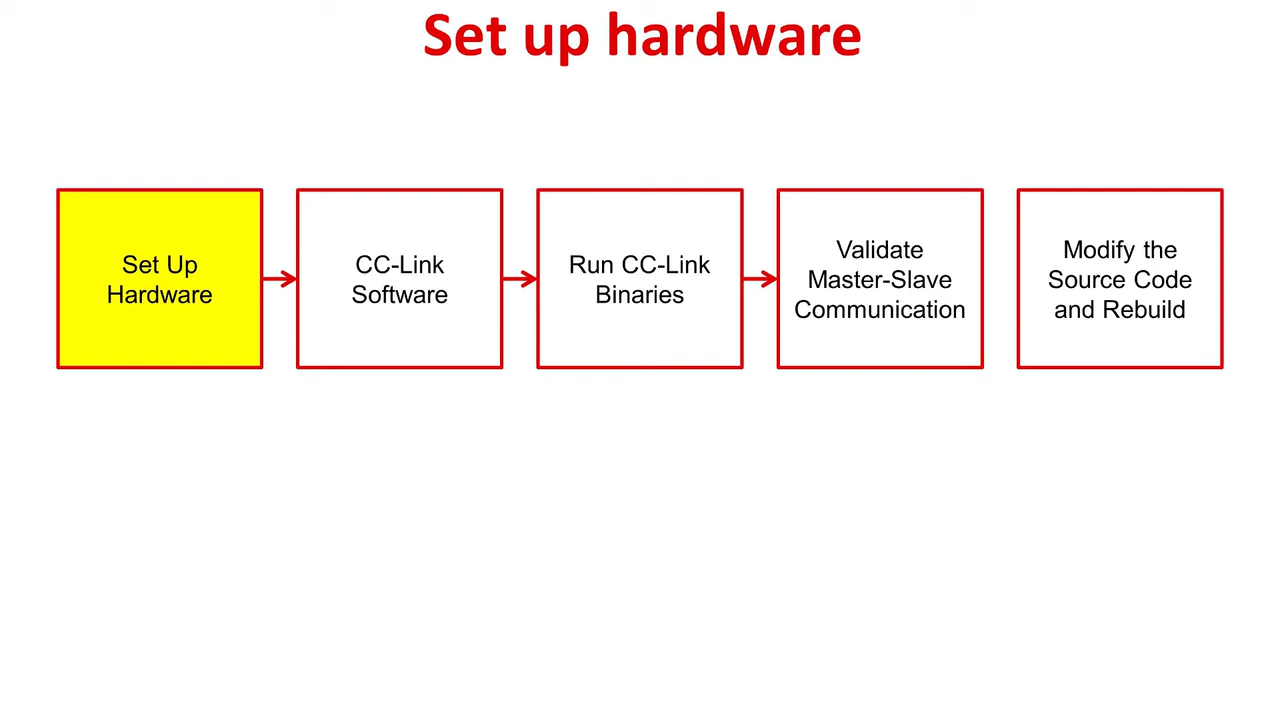 Set up hardware
Set Up
Hardware
CC-Link
Software
Run CC-Link
Binaries
Validate
Master-Slave
Communication
Modify the
Source Code
and Rebuild